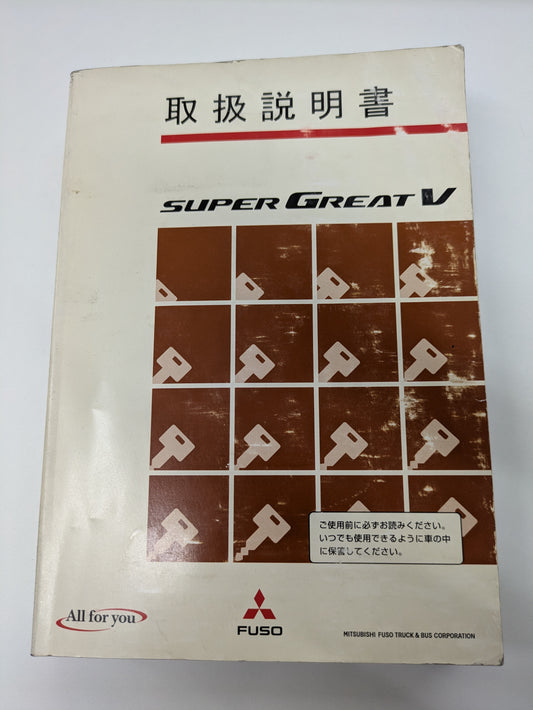 取扱説明書
SUPER GREAT V
ご使用前に必ずお読みください。
いつでも使用できるように車の中
に保管してください。
All for you
FUSO
MITSUBISHI FUSO TRUCK & BUS CORPORATION